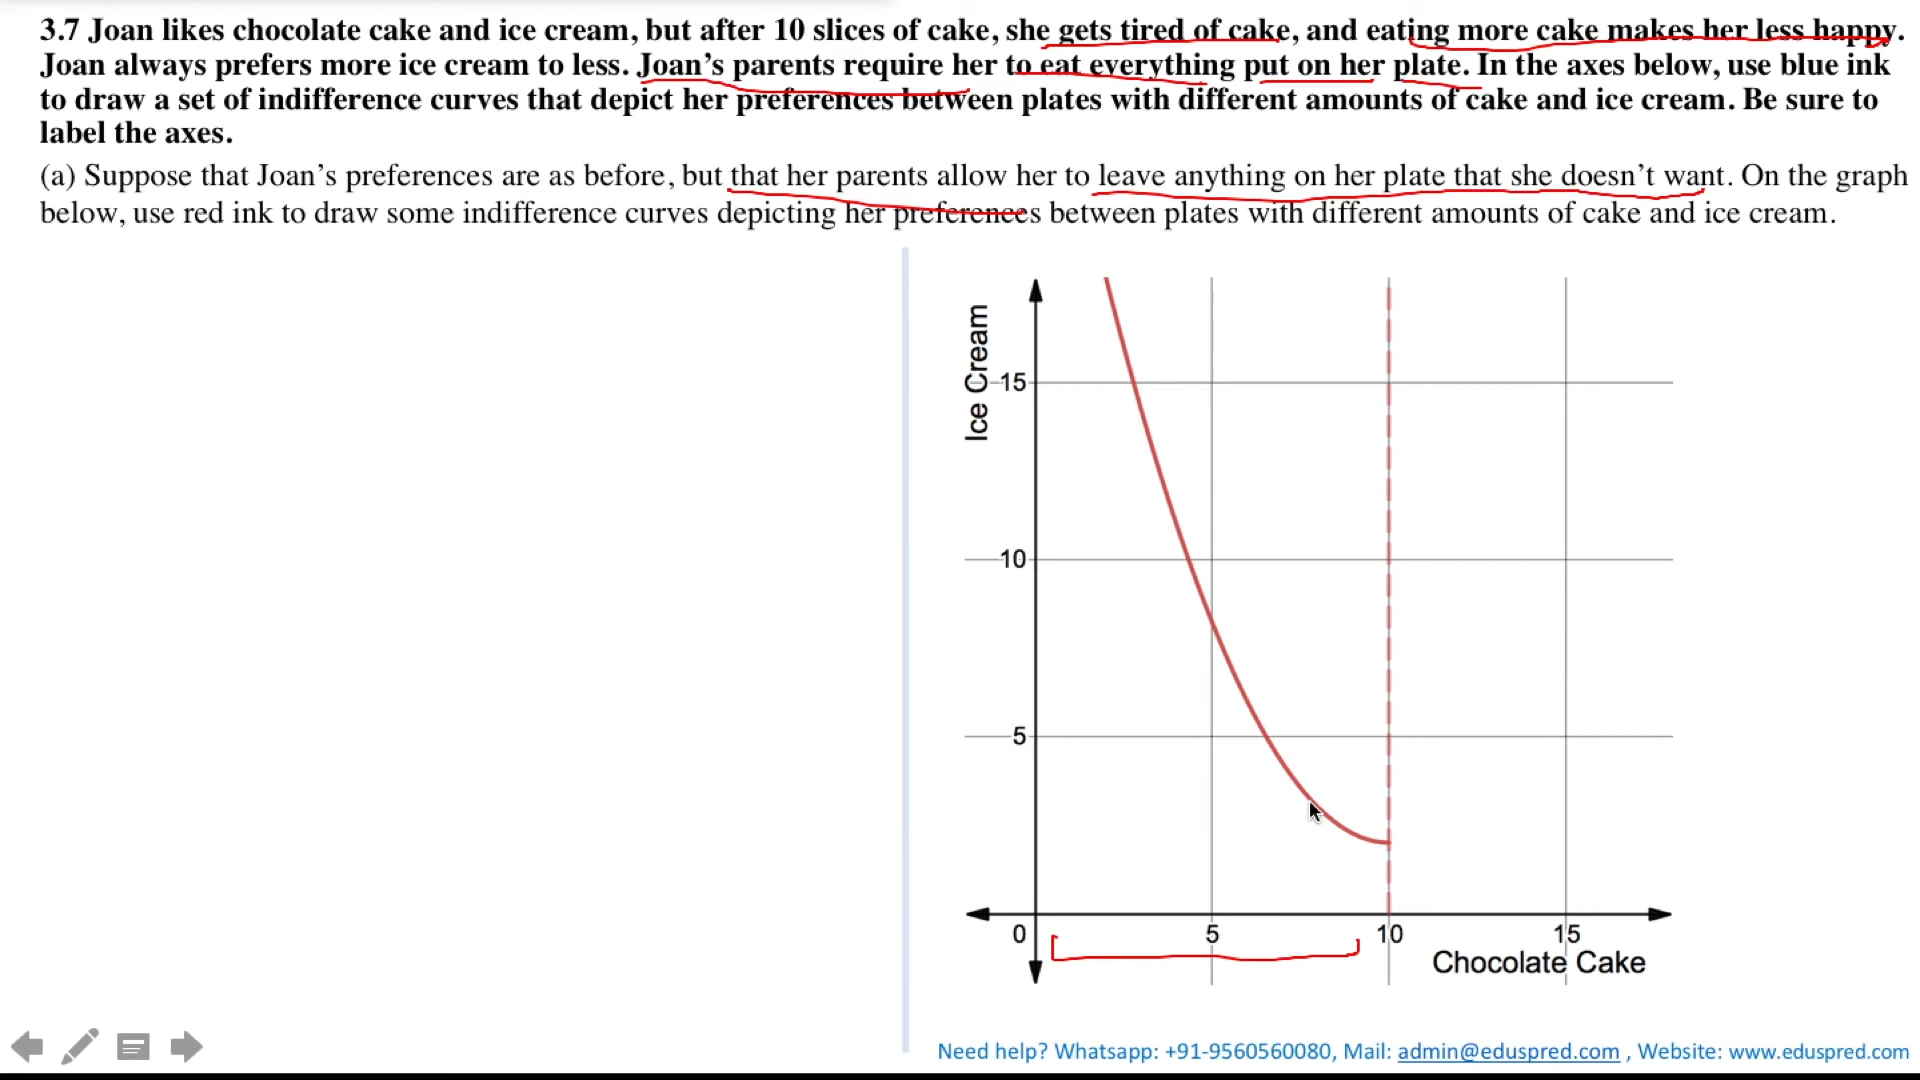 3.7 Joan likes chocolate cake and ice cream, but after 10 slices of cake, she gets tired of cake, and eating more cake makes her less happy.
Joan always prefers more ice cream to less. Joan’s parents require her to eat everything put on her plate. In the axes below, use blue ink
to draw a set of indifference curves that depict her preferences between plates with different amounts of cake and ice cream. Be sure to
label the axes.
(a) Suppose that Joan’s preferences are as before, but that her parents allow her to leave anything on her plate that she doesn’t want. On the graph
below, use red ink to draw some indifference curves depicting her preferences between plates with different amounts of cake and ice cream.
Ice Cream
15
10
5
0 5 10 15
Chocolate Cake
Need help? Whatsapp: +91-9560560080, Mail: admin@eduspred.com , Website: www.eduspred.com